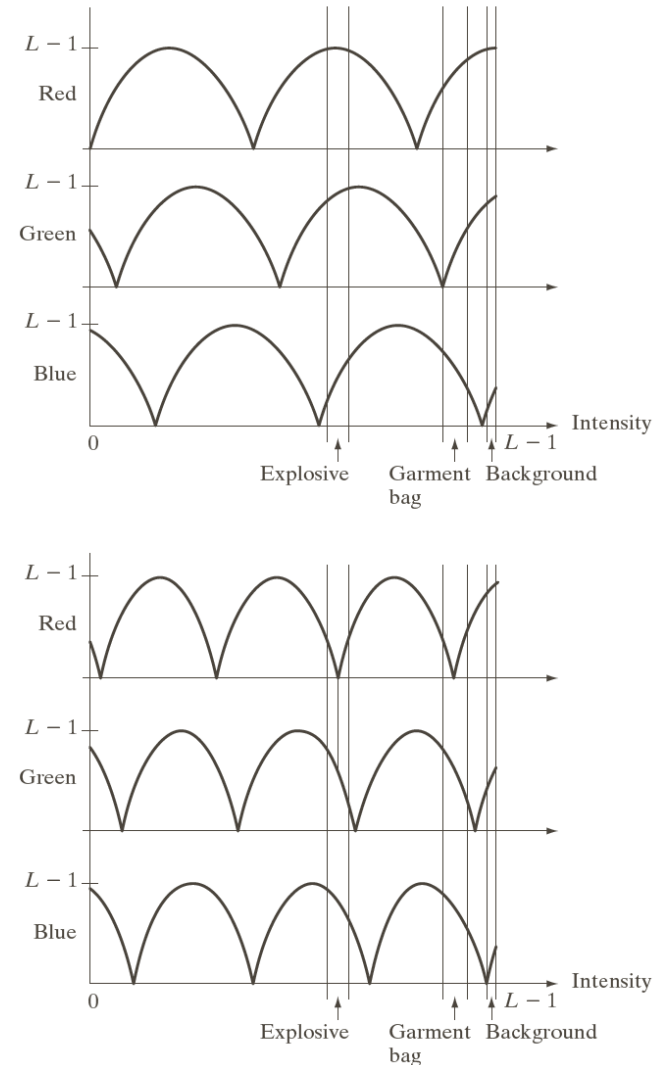 L – 1
Red
L – 1
Green
L – 1
Blue
Intensity
0
L – 1
Explosive
Garment
bag
Background
L – 1
Red
L – 1
Green
L – 1
Blue
Intensity
0
L – 1
Explosive
Garment
bag
Background